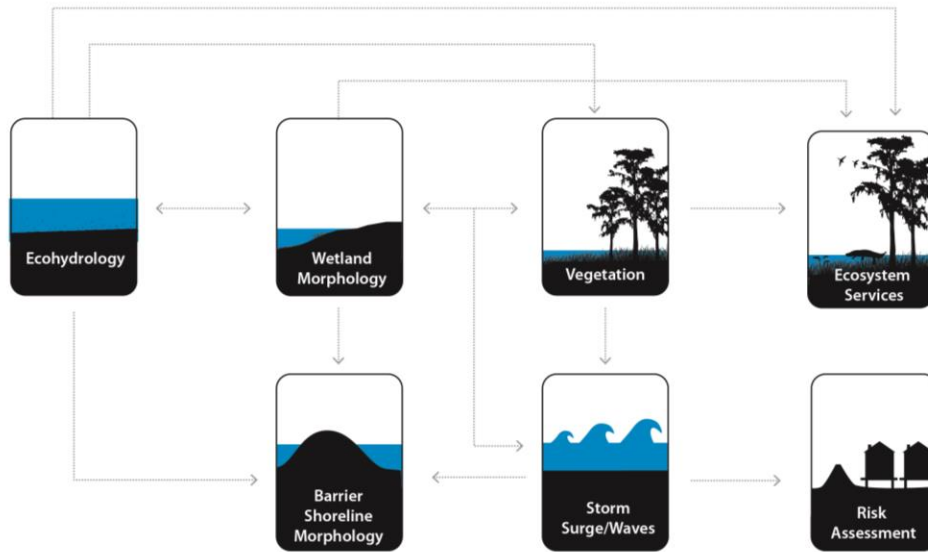 Ecohydrology
Wetland
Morphology
Vegetation
Ecosystem
Services
Barrier
Shoreline
Morphology
Storm
Surge/Waves
Risk
Assessment